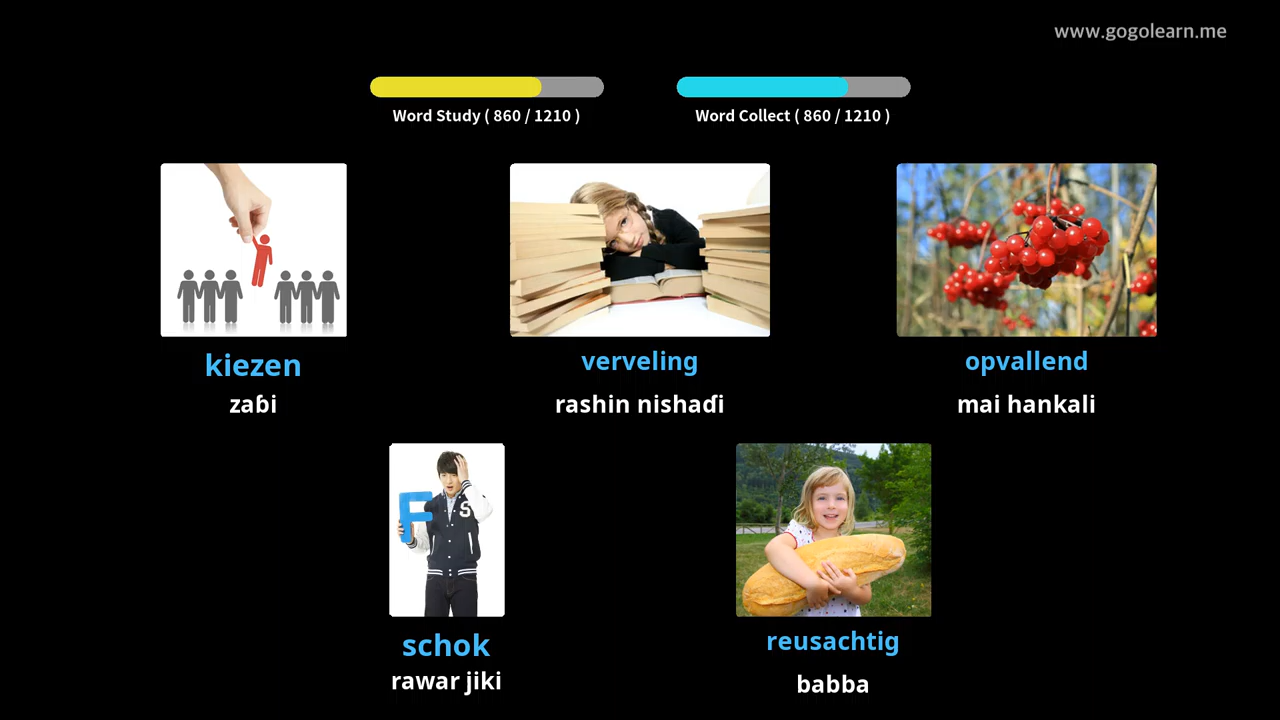 www.gogolearn.me
Word Study ( 860 / 1210 )
Word Collect ( 860 / 1210 )
kiezen
zaɓi
verveling
rashin nishaɗi
opvallend
mai hankali
F
S
schok
rawar jiki
reusachtig
babba